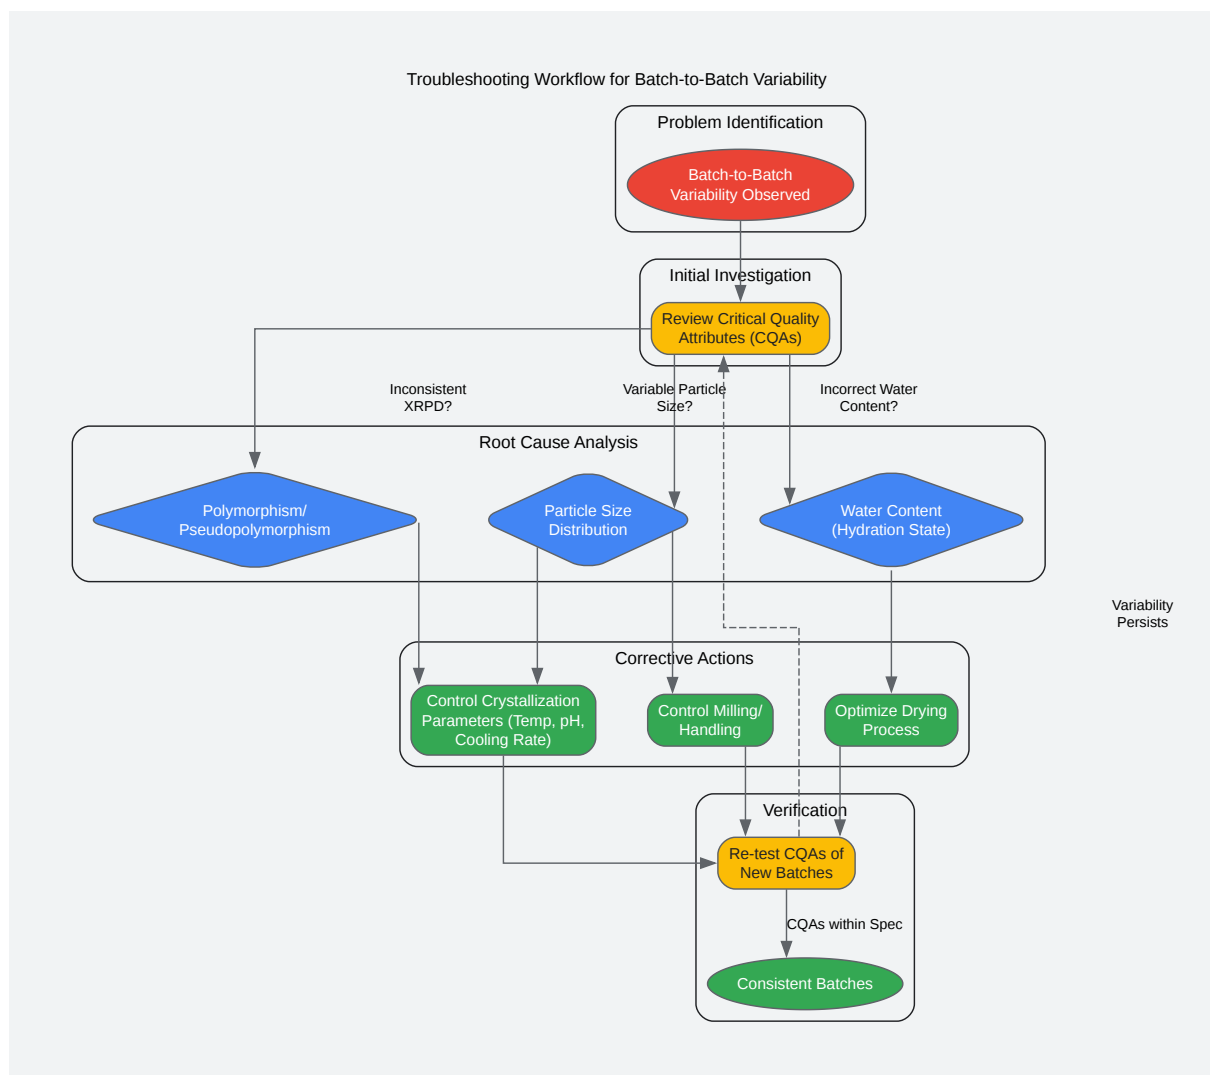 Troubleshooting Workflow for Batch-to-Batch Variability
Problem Identification
Batch-to-Batch
Variability Observed
Initial Investigation
Review Critical Quality
Attributes (CQAs)
Inconsistent
XRPD?
Variable Particle
Size?
Incorrect Water
Content?
Root Cause Analysis
Polymorphism/
Pseudopolymorphism
Particle Size
Distribution
Water Content
(Hydration State)
Variability
Persists
Corrective Actions
Control Crystallization
Parameters (Temp, pH,
Cooling Rate)
Control Milling/
Handling
Optimize Drying
Process
Verification
Re-test CQAs of
New Batches
CQAs within Spec
Consistent Batches